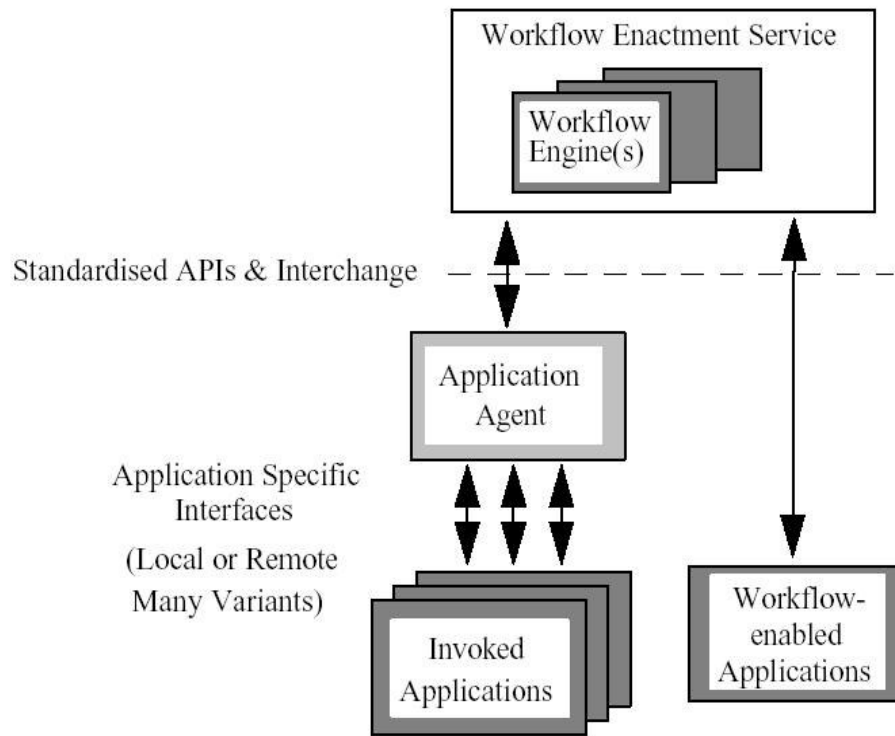 Workflow Enactment Service
Workflow
Engine(s)
Standardised APIs & Interchange
Application
Agent
Application Specific
Interfaces
(Local or Remote
Many Variants)
Invoked
Applications
Workflow-
enabled
Applications